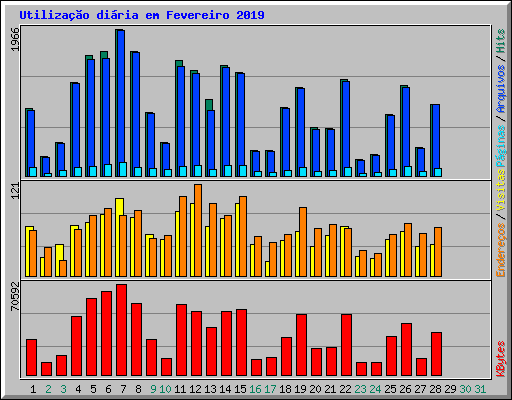 Utilização diária em Fevereiro 2019
1966
121
70592
Endereços / Visitas Páginas / Arquivos / Hits
KBytes
1 2 3 4 5 6 7 8 9 10 11 12 13 14 15 16 17 18 19 20 21 22 23 24 25 26 27 28 29 30 31